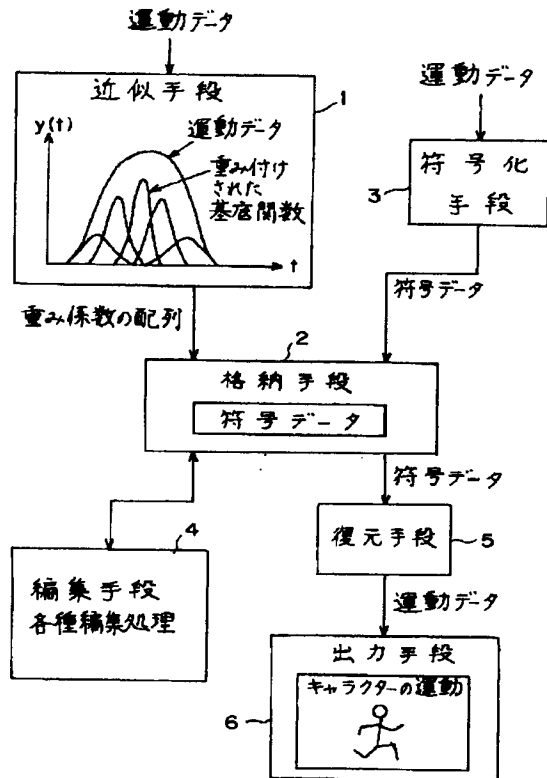 運動データ
近似手段
1
y(t)
運動データ
重み付け
された
基底関数
t
重み係数の配列
運動データ
符号化
手段
3
符号データ
2
格納手段
符号データ
符号データ
4
編集手段
各種編集処理
復元手段
5
運動データ
出力手段
キャラクターの運動
6